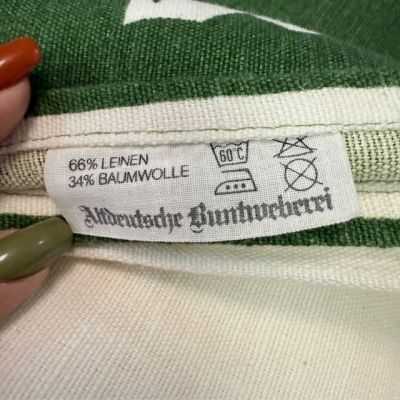 66% LEINEN
34% BAUMWOLLE
60°C
Altdeutsche Buntweberei